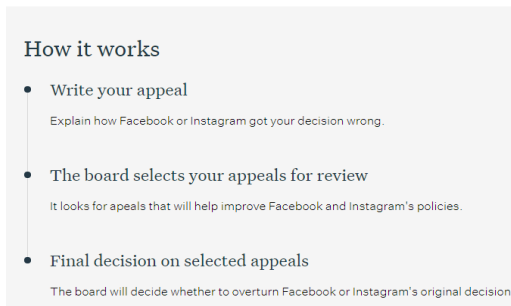 How it works
Write your appeal
Explain how Facebook or Instagram got your decision wrong.
The board selects your appeals for review
It looks for apeals that will help improve Facebook and Instagram's policies.
Final decision on selected appeals
The board will decide whether to overturn Facebook or Instagram's original decision